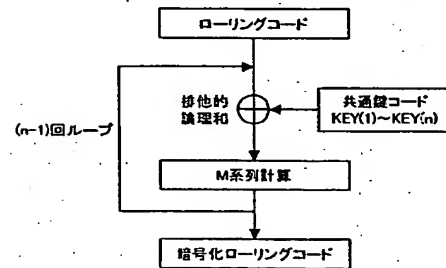 ローリングコード
排他的
論理和
共通鍵コード
KEY(1)～KEY(n)
(n-1)回ループ
M系列計算
暗号化ローリングコード